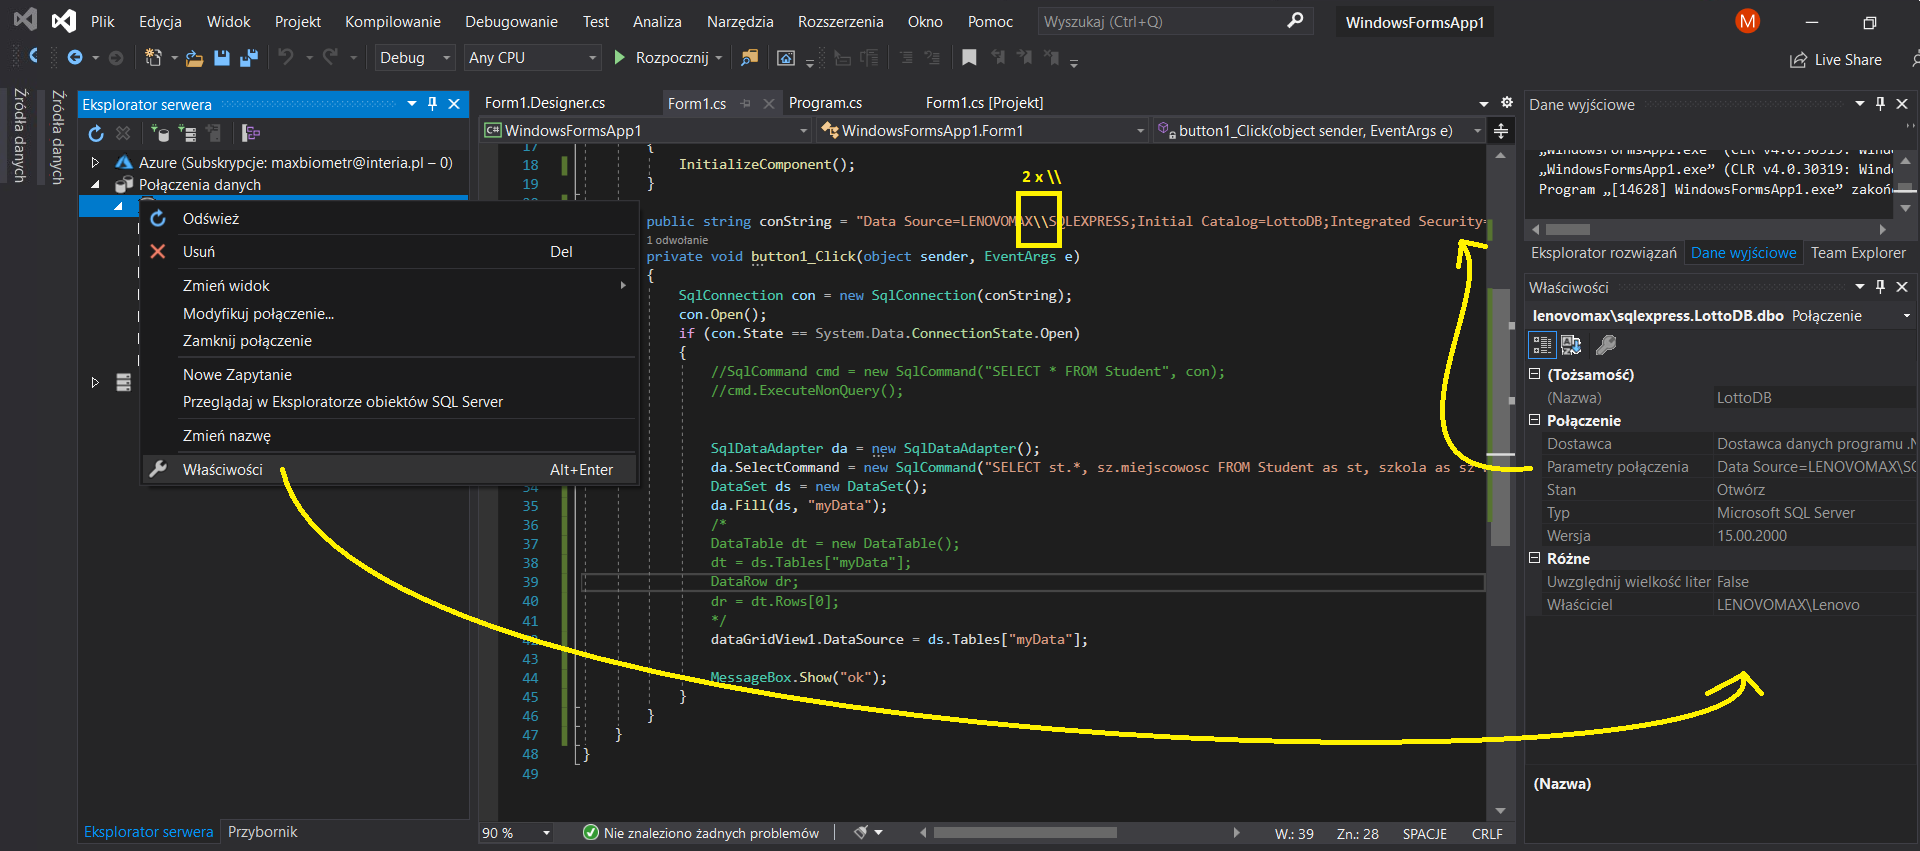 Plik Edycja Widok Projekt Kompilowanie Debugowanie Test Analiza Narzędzia Rozszerzenia Okno Pomoc Wyszukaj (Ctrl+Q) WindowsFormsApp1 M
Debug Any CPU Rozpocznij Live Share
Źródła danych
Źródła danych
Eksplorator serwera
Azure (Subskrypcje: maxbiometr@interia.pl – 0)
Połączenia danych
Odśwież
Usuń Del
Zmień widok
Modyfikuj połączenie...
Zamknij połączenie
Nowe Zapytanie
Przeglądaj w Eksploratorze obiektów SQL Server
Zmień nazwę
Właściwości Alt+Enter
Eksplorator serwera Przybornik
Form1.Designer.cs Form1.cs Program.cs Form1.cs [Projekt]
C# WindowsFormsApp1 WindowsFormsApp1.Form1 button1_Click(object sender, EventArgs e)
17 {
18 InitializeComponent();
19 }
2 x \\
public string conString = "Data Source=LENOVOMAX\\SQLEXPRESS;Initial Catalog=LottoDB;Integrated Security=
1 odwołanie
private void button1_Click(object sender, EventArgs e)
{
SqlConnection con = new SqlConnection(conString);
con.Open();
if (con.State == System.Data.ConnectionState.Open)
{
//SqlCommand cmd = new SqlCommand("SELECT * FROM Student", con);
//cmd.ExecuteNonQuery();
SqlDataAdapter da = new SqlDataAdapter();
da.SelectCommand = new SqlCommand("SELECT st.*, sz.miejscowosc FROM Student as st, szkola as sz
34 DataSet ds = new DataSet();
35 da.Fill(ds, "myData");
36 /*
37 DataTable dt = new DataTable();
38 dt = ds.Tables["myData"];
39 DataRow dr;
40 dr = dt.Rows[0];
41 */
42 dataGridView1.DataSource = ds.Tables["myData"];
43
44 MessageBox.Show("ok");
45 }
46 }
47 }
48 }
49
90 % Nie znaleziono żadnych problemów W.: 39 Zn.: 28 SPACJE CRLF
Dane wyjściowe
„WindowsFormsApp1.exe” (CLR v4.0.30319: Wind
„WindowsFormsApp1.exe” (CLR v4.0.30319: Wind
Program „[14628] WindowsFormsApp1.exe” zakoń
Eksplorator rozwiązań Dane wyjściowe Team Explorer
Właściwości
lenovomax\sqlexpress.LottoDB.dbo Połączenie
(Tożsamość)
(Nazwa) LottoDB
Połączenie
Dostawca Dostawca danych programu .N
Parametry połączenia Data Source=LENOVOMAX\SQ
Stan Otwórz
Typ Microsoft SQL Server
Wersja 15.00.2000
Różne
Uwzględnij wielkość liter False
Właściciel LENOVOMAX\Lenovo
(Nazwa)